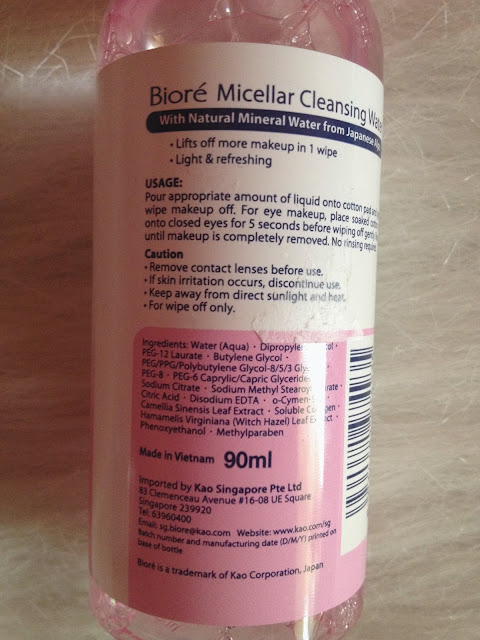 Bioré Micellar Cleansing Water
With Natural Mineral Water from Japanese
• Lifts off more makeup in 1 wipe
• Light & refreshing
USAGE:
Pour appropriate amount of liquid onto cotton pad and
wipe makeup off. For eye makeup, place soaked cotton
onto closed eyes for 5 seconds before wiping off gently
until makeup is completely removed. No rinsing required.
Caution
• Remove contact lenses before use.
• If skin irritation occurs, discontinue use.
• Keep away from direct sunlight and heat.
• For wipe off only.
Ingredients: Water (Aqua) •
PEG-12 Laurate • Butylene Glycol •
PEG/PPG/Polybutylene Glycol-8/5/3
PEG-8 • PEG-6 Caprylic/Capric Glycerides
Sodium Citrate • Sodium Methyl
Citric Acid • Disodium EDTA •
Camellia Sinensis Leaf Extract • Soluble
Hamamelis Virginiana (Witch Hazel) Leaf Extract •
Phenoxyethanol • Methylparaben
Made in Vietnam 90ml
Imported by Kao Singapore Pte Ltd
83 Clemenceau Avenue #16-08 UE Square
Singapore 239920
Tel: 63960400
Email: sg.biore@kao.com Website: www.kao.com/sg
Batch number and manufacturing date (D/M/Y) printed on
base of bottle
Bioré is a trademark of Kao Corporation, Japan